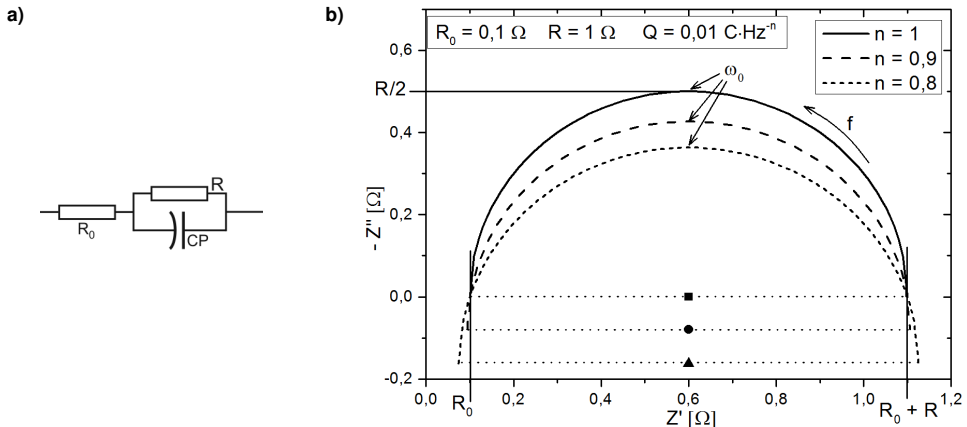 a)
R
R₀
CP
b)
R₀ = 0,1 Ω R = 1 Ω Q = 0,01 C·Hz⁻ⁿ
n = 1
n = 0,9
n = 0,8
ω₀
f
R/2
- Z'' [Ω]
0,6
0,4
0,2
0,0
-0,2
0,0 0,2 0,4 0,6 0,8 1,0 1,2
R₀
Z' [Ω]
R₀ + R